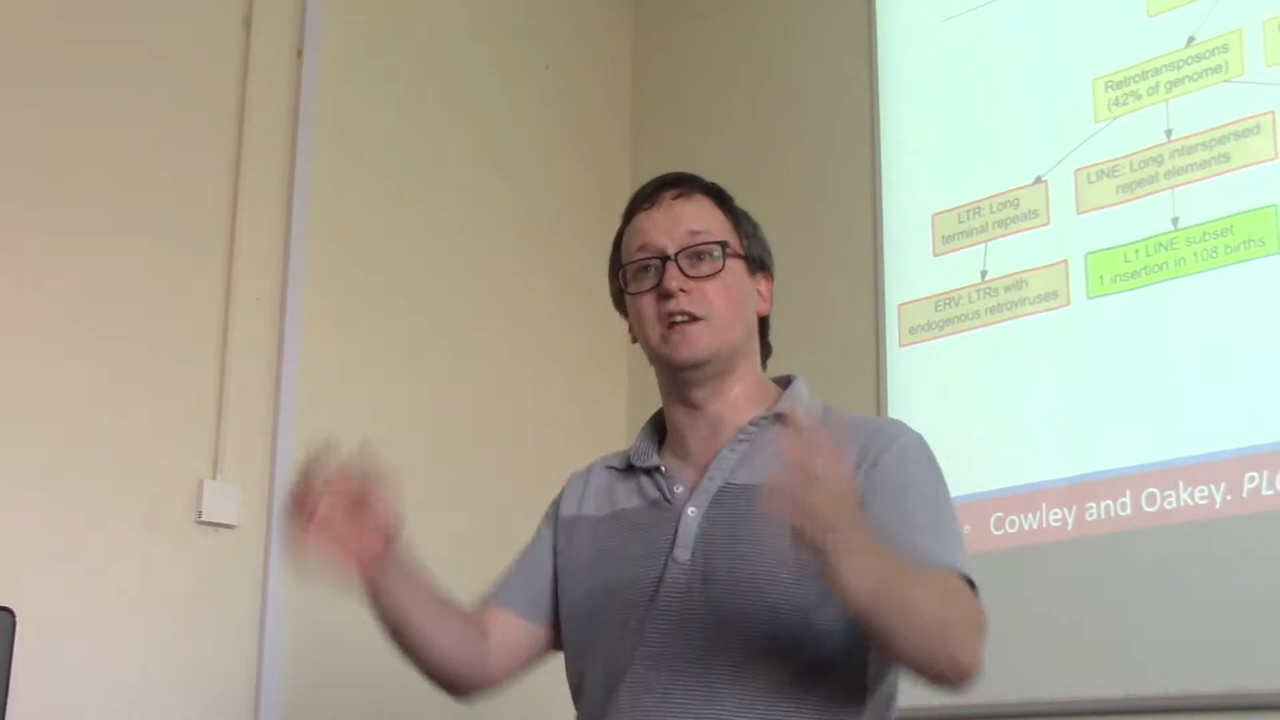 Retrotransposons
(42% of genome)
LINE: Long interspersed
repeat elements
LTR: Long
terminal repeats
L1 LINE subset
1 insertion in 108 births
ERV: LTRs with
endogenous retroviruses
Cowley and Oakey.